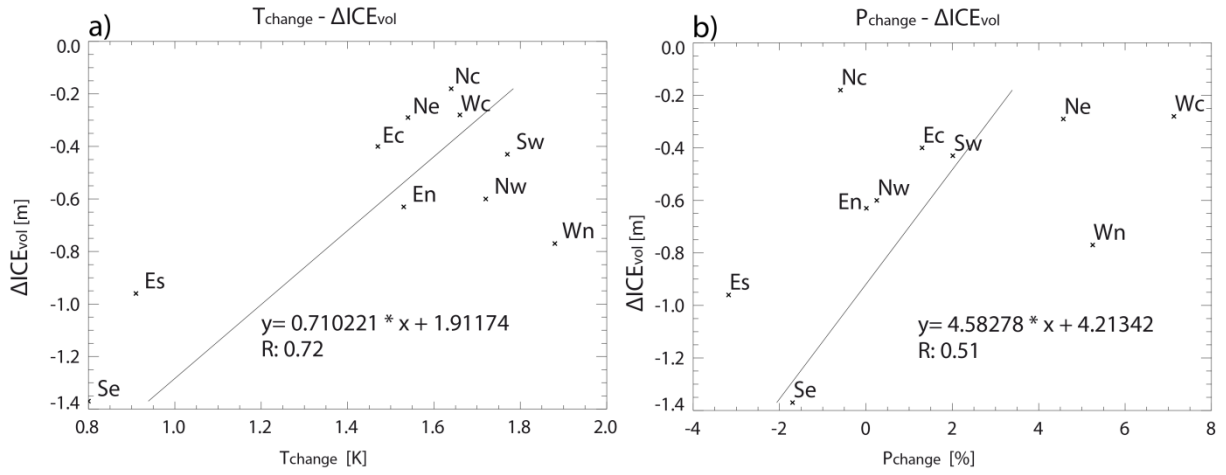 Tchange - ΔICEvol
a)
0.0
-0.2
-0.4
-0.6
-0.8
-1.0
-1.2
-1.4
ΔICEvol [m]
Nc
Ne
Wc
Ec
Sw
En
Nw
Wn
Es
y= 0.710221 * x + 1.91174
R: 0.72
Se
0.8 1.0 1.2 1.4 1.6 1.8 2.0
Tchange [K]
Pchange - ΔICEvol
b)
0.0
-0.2
-0.4
-0.6
-0.8
-1.0
-1.2
-1.4
ΔICEvol [m]
Nc
Ne
Wc
Ec
Sw
En
Nw
Wn
Es
y= 4.58278 * x + 4.21342
R: 0.51
Se
-4 -2 0 2 4 6 8
Pchange [%]